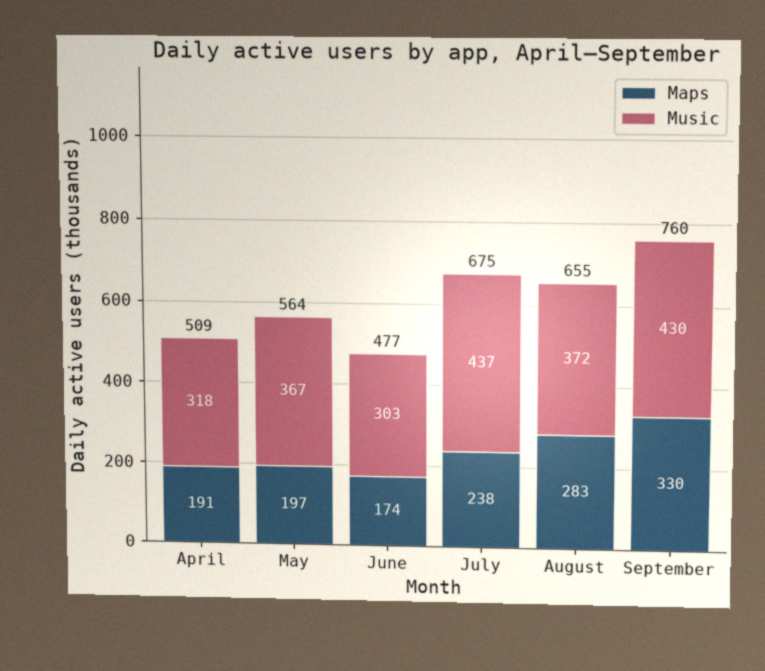 Daily active users by app, April–September
Maps
Music
Daily active users (thousands)
1000
800
600
400
200
0
509
564
477
675
655
760
318
367
303
437
372
430
191
197
174
238
283
330
April
May
June
July
August
September
Month